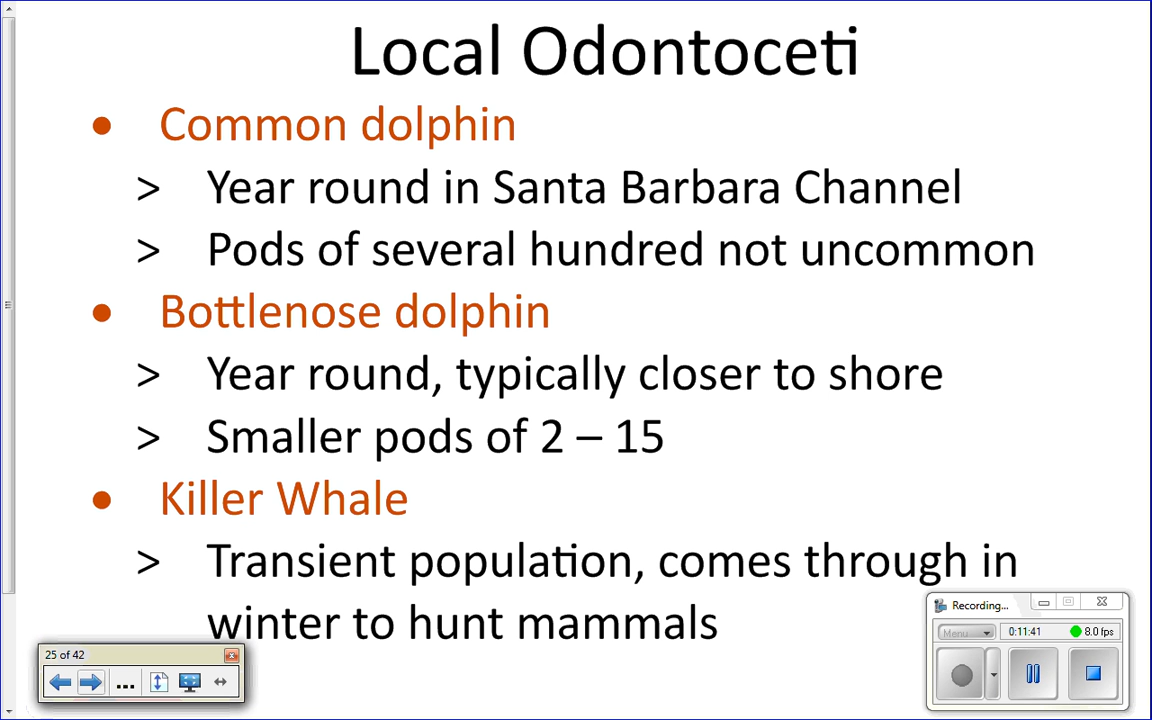 Local Odontoceti
• Common dolphin
> Year round in Santa Barbara Channel
> Pods of several hundred not uncommon
• Bottlenose dolphin
> Year round, typically closer to shore
> Smaller pods of 2 – 15
• Killer Whale
> Transient population, comes through in
winter to hunt mammals
25 of 42
...
Recording...
Menu
0:11:41
8.0 fps